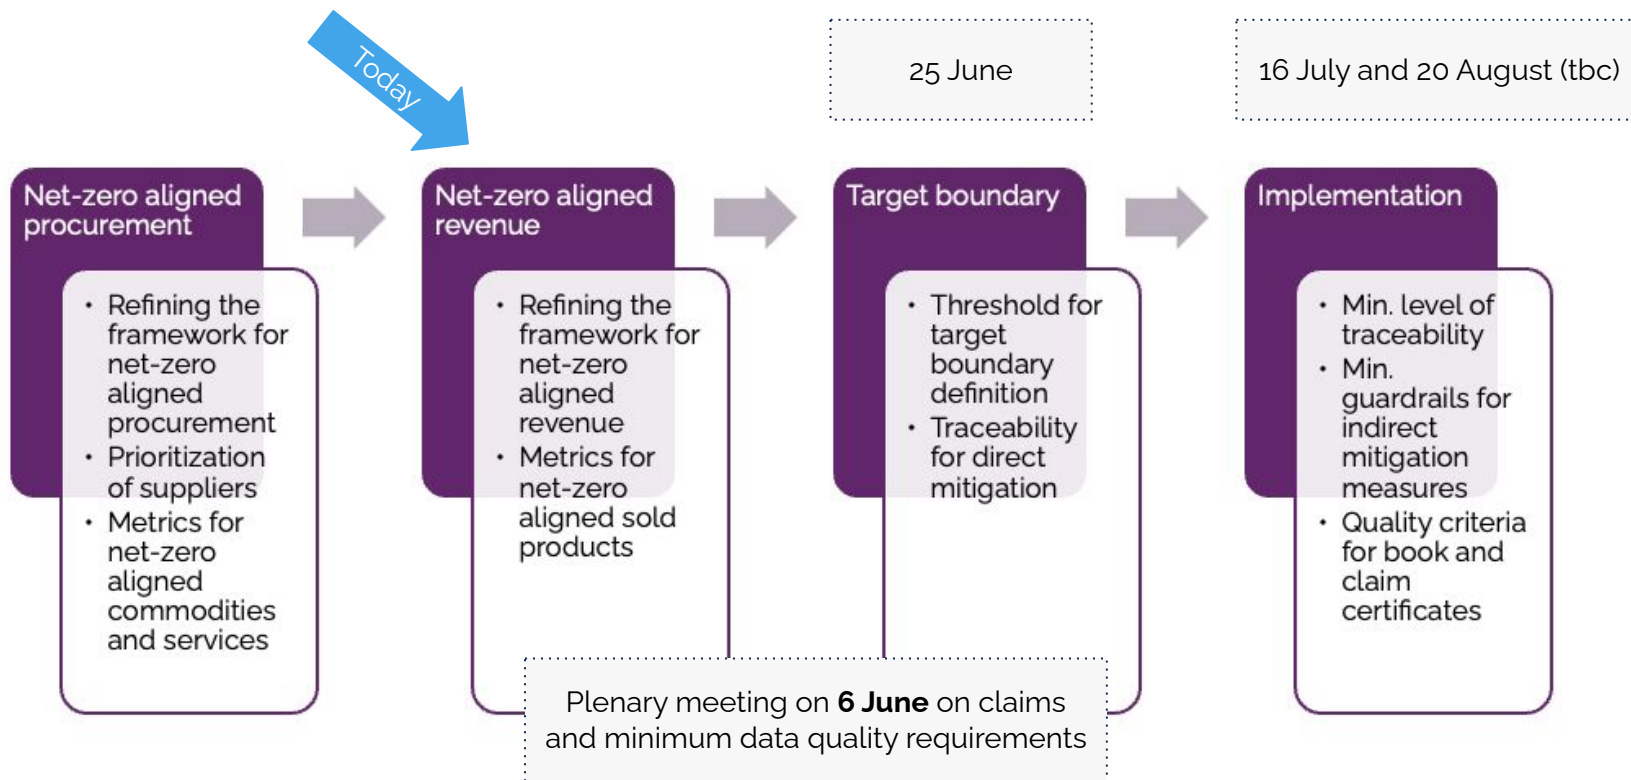 Today
25 June
16 July and 20 August (tbc)
Net-zero aligned
procurement
• Refining the
framework for
net-zero
aligned
procurement
• Prioritization
of suppliers
• Metrics for
net-zero
aligned
commodities
and services
Net-zero aligned
revenue
• Refining the
framework for
net-zero
aligned
revenue
• Metrics for
net-zero
aligned sold
products
Target boundary
• Threshold for
target
boundary
definition
• Traceability
for direct
mitigation
Implementation
• Min. level of
traceability
• Min.
guardrails for
indirect
mitigation
measures
• Quality criteria
for book and
claim
certificates
Plenary meeting on 6 June on claims
and minimum data quality requirements